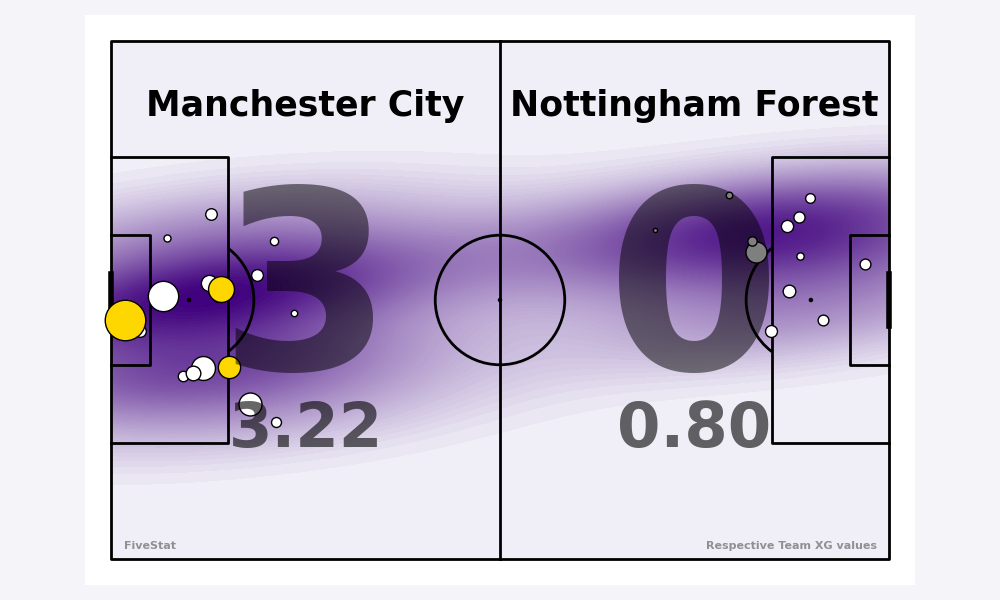 Manchester City
Nottingham Forest
3
0
3.22
0.80
FiveStat
Respective Team XG values